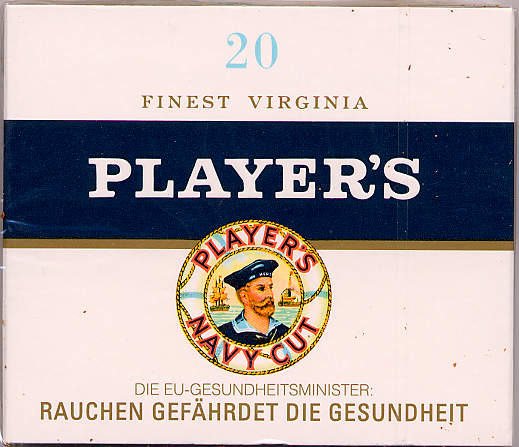 20
FINEST VIRGINIA
PLAYER'S
PLAYER'S
NAVY CUT
DIE EU-GESUNDHEITSMINISTER:
RAUCHEN GEFÄHRDET DIE GESUNDHEIT